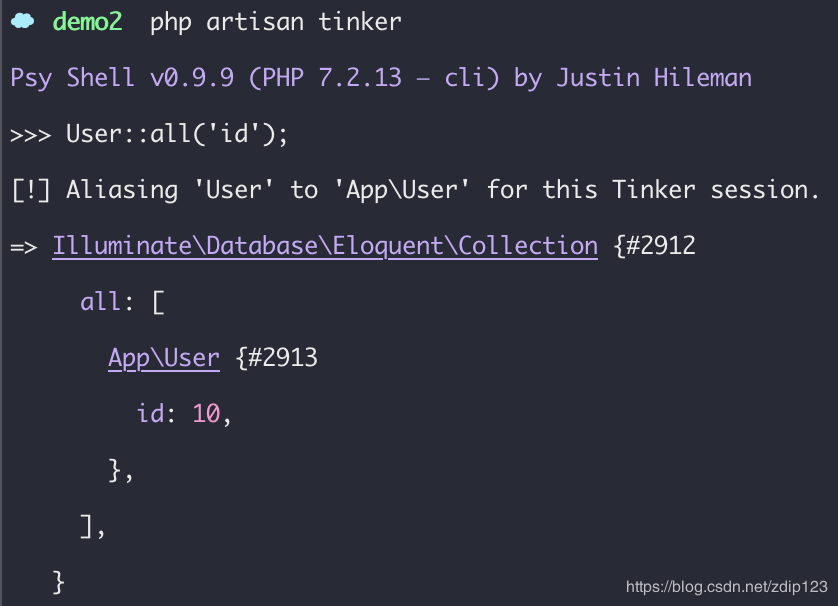 demo2 php artisan tinker
Psy Shell v0.9.9 (PHP 7.2.13 — cli) by Justin Hileman
>>> User::all('id');
[!] Aliasing 'User' to 'App\User' for this Tinker session.
=> Illuminate\Database\Eloquent\Collection {#2912
all: [
App\User {#2913
id: 10,
},
],
}
https://blog.csdn.net/zdip123